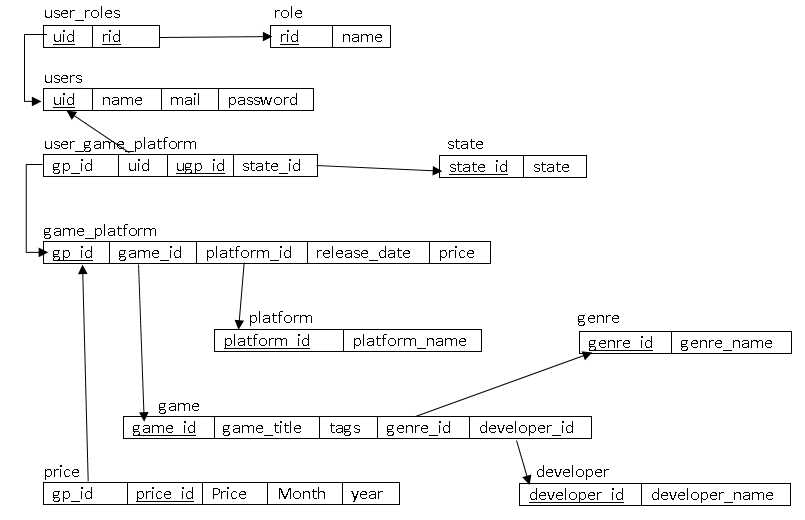 user_roles role
uid rid rid name
users
uid name mail password
user_game_platform state
gp_id uid ugp_id state_id state_id state
game_platform
gp_id game_id platform_id release_date price
platform genre
platform_id platform_name genre_id genre_name
game
game_id game_title tags genre_id developer_id
price developer
gp_id price_id Price Month year developer_id developer_name